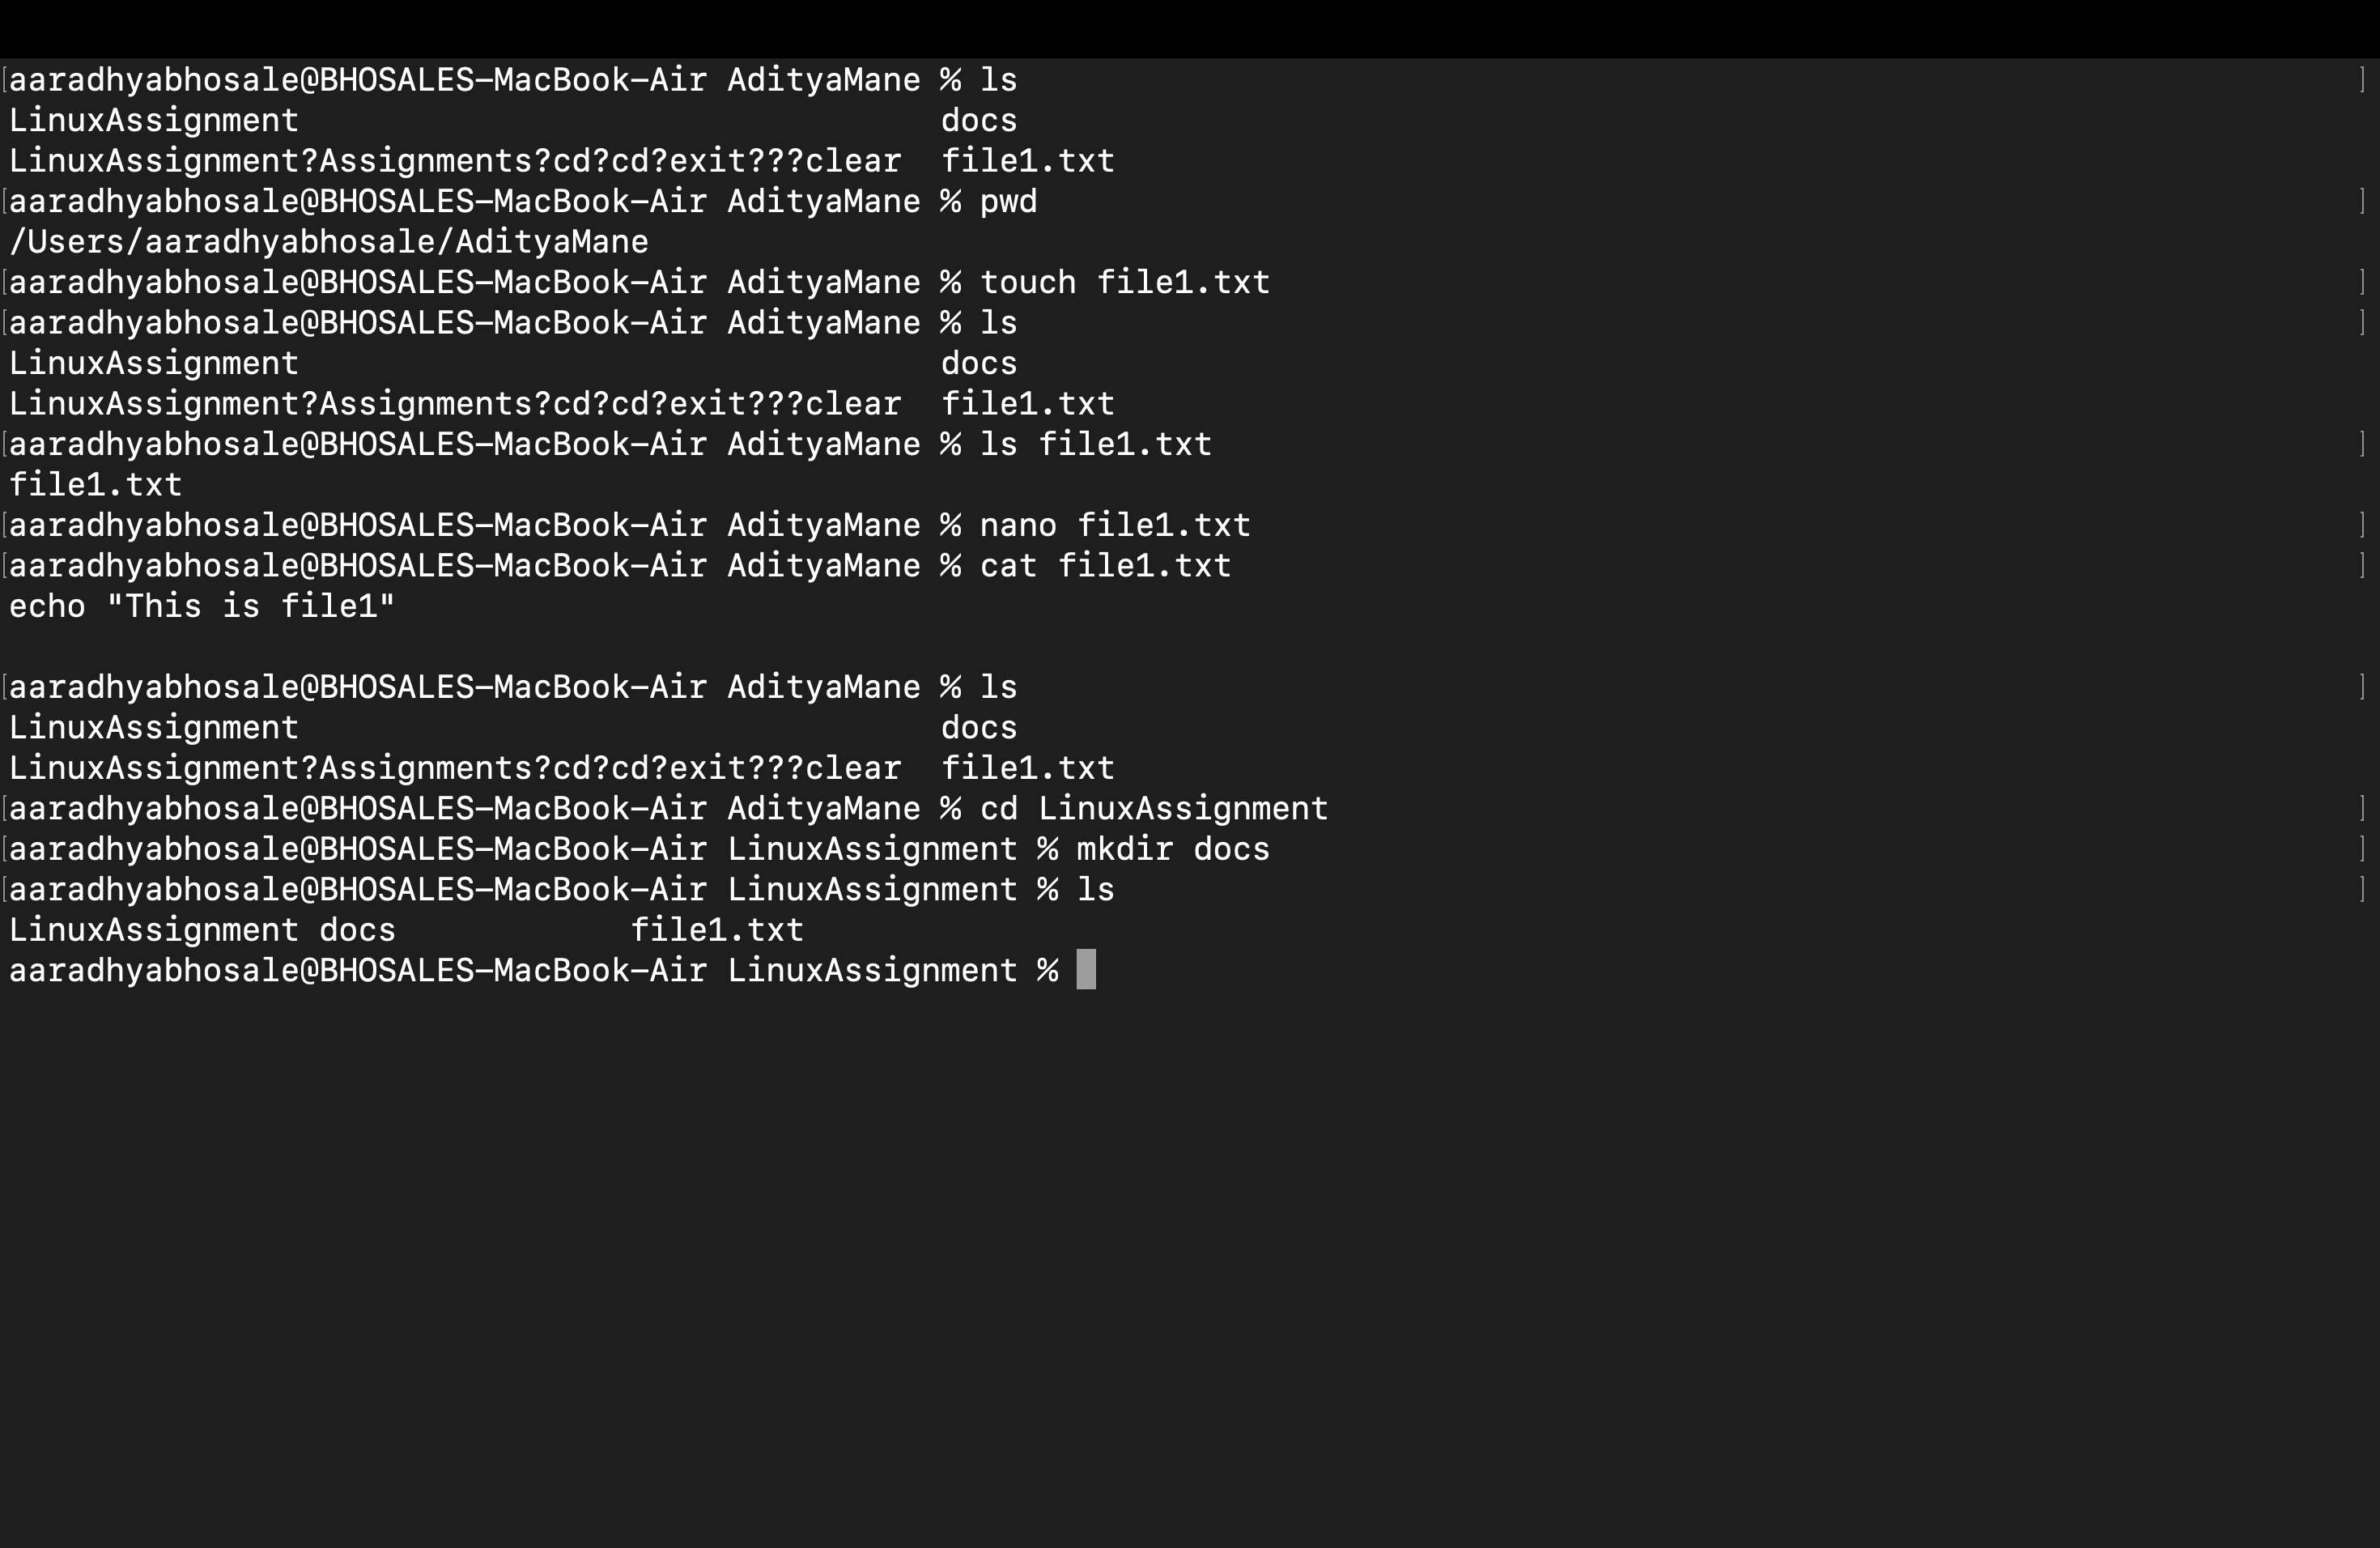 [aaradhyabhosale@BHOSALES-MacBook-Air AdityaMane % ls ]
LinuxAssignment docs
LinuxAssignment?Assignments?cd?cd?exit???clear file1.txt
[aaradhyabhosale@BHOSALES-MacBook-Air AdityaMane % pwd ]
/Users/aaradhyabhosale/AdityaMane
[aaradhyabhosale@BHOSALES-MacBook-Air AdityaMane % touch file1.txt ]
[aaradhyabhosale@BHOSALES-MacBook-Air AdityaMane % ls ]
LinuxAssignment docs
LinuxAssignment?Assignments?cd?cd?exit???clear file1.txt
[aaradhyabhosale@BHOSALES-MacBook-Air AdityaMane % ls file1.txt ]
file1.txt
[aaradhyabhosale@BHOSALES-MacBook-Air AdityaMane % nano file1.txt ]
[aaradhyabhosale@BHOSALES-MacBook-Air AdityaMane % cat file1.txt ]
echo "This is file1"
[aaradhyabhosale@BHOSALES-MacBook-Air AdityaMane % ls ]
LinuxAssignment docs
LinuxAssignment?Assignments?cd?cd?exit???clear file1.txt
[aaradhyabhosale@BHOSALES-MacBook-Air AdityaMane % cd LinuxAssignment ]
[aaradhyabhosale@BHOSALES-MacBook-Air LinuxAssignment % mkdir docs ]
[aaradhyabhosale@BHOSALES-MacBook-Air LinuxAssignment % ls ]
LinuxAssignment docs file1.txt
aaradhyabhosale@BHOSALES-MacBook-Air LinuxAssignment %